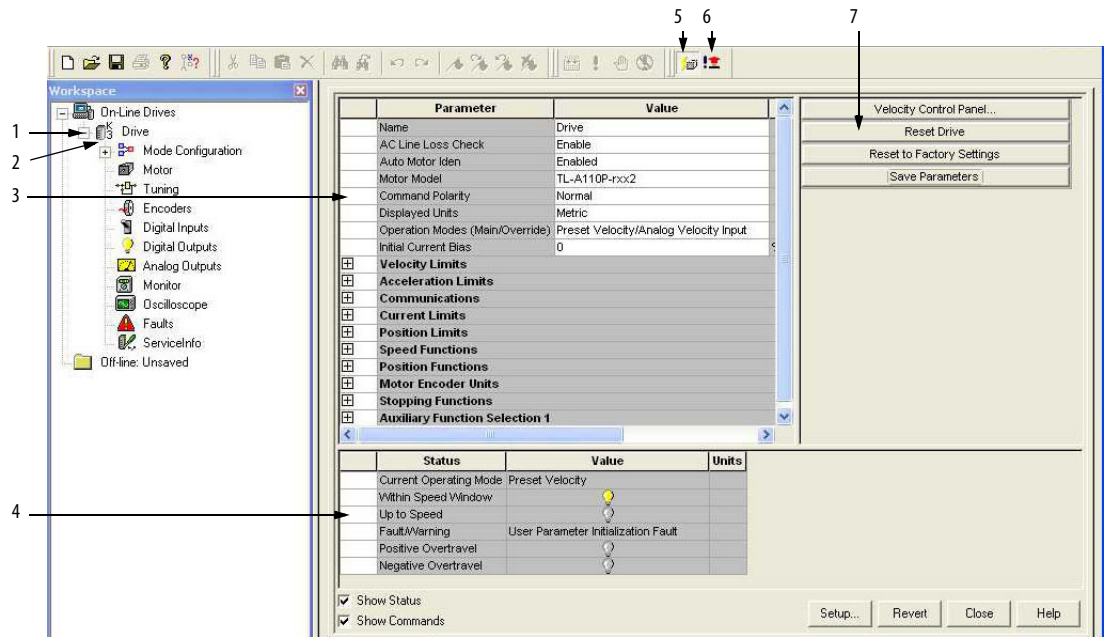 5 6 7
Workspace
On-Line Drives
1
K
3
Drive
2
Mode Configuration
Motor
3
Tuning
Encoders
Digital Inputs
Digital Outputs
Analog Outputs
Monitor
Oscilloscope
Faults
ServiceInfo
Off-line: Unsaved
4
Parameter Value
Name Drive
AC Line Loss Check Enable
Auto Motor Iden Enabled
Motor Model TL-A110P-rxx2
Command Polarity Normal
Displayed Units Metric
Operation Modes (Main/Override) Preset Velocity/Analog Velocity Input
Initial Current Bias 0
Velocity Limits
Acceleration Limits
Communications
Current Limits
Position Limits
Speed Functions
Position Functions
Motor Encoder Units
Stopping Functions
Auxiliary Function Selection 1
Velocity Control Panel...
Reset Drive
Reset to Factory Settings
Save Parameters
Status Value Units
Current Operating Mode Preset Velocity
Within Speed Window
Up to Speed
Fault/Warning User Parameter Initialization Fault
Positive Overtravel
Negative Overtravel
Show Status
Show Commands
Setup... Revert Close Help